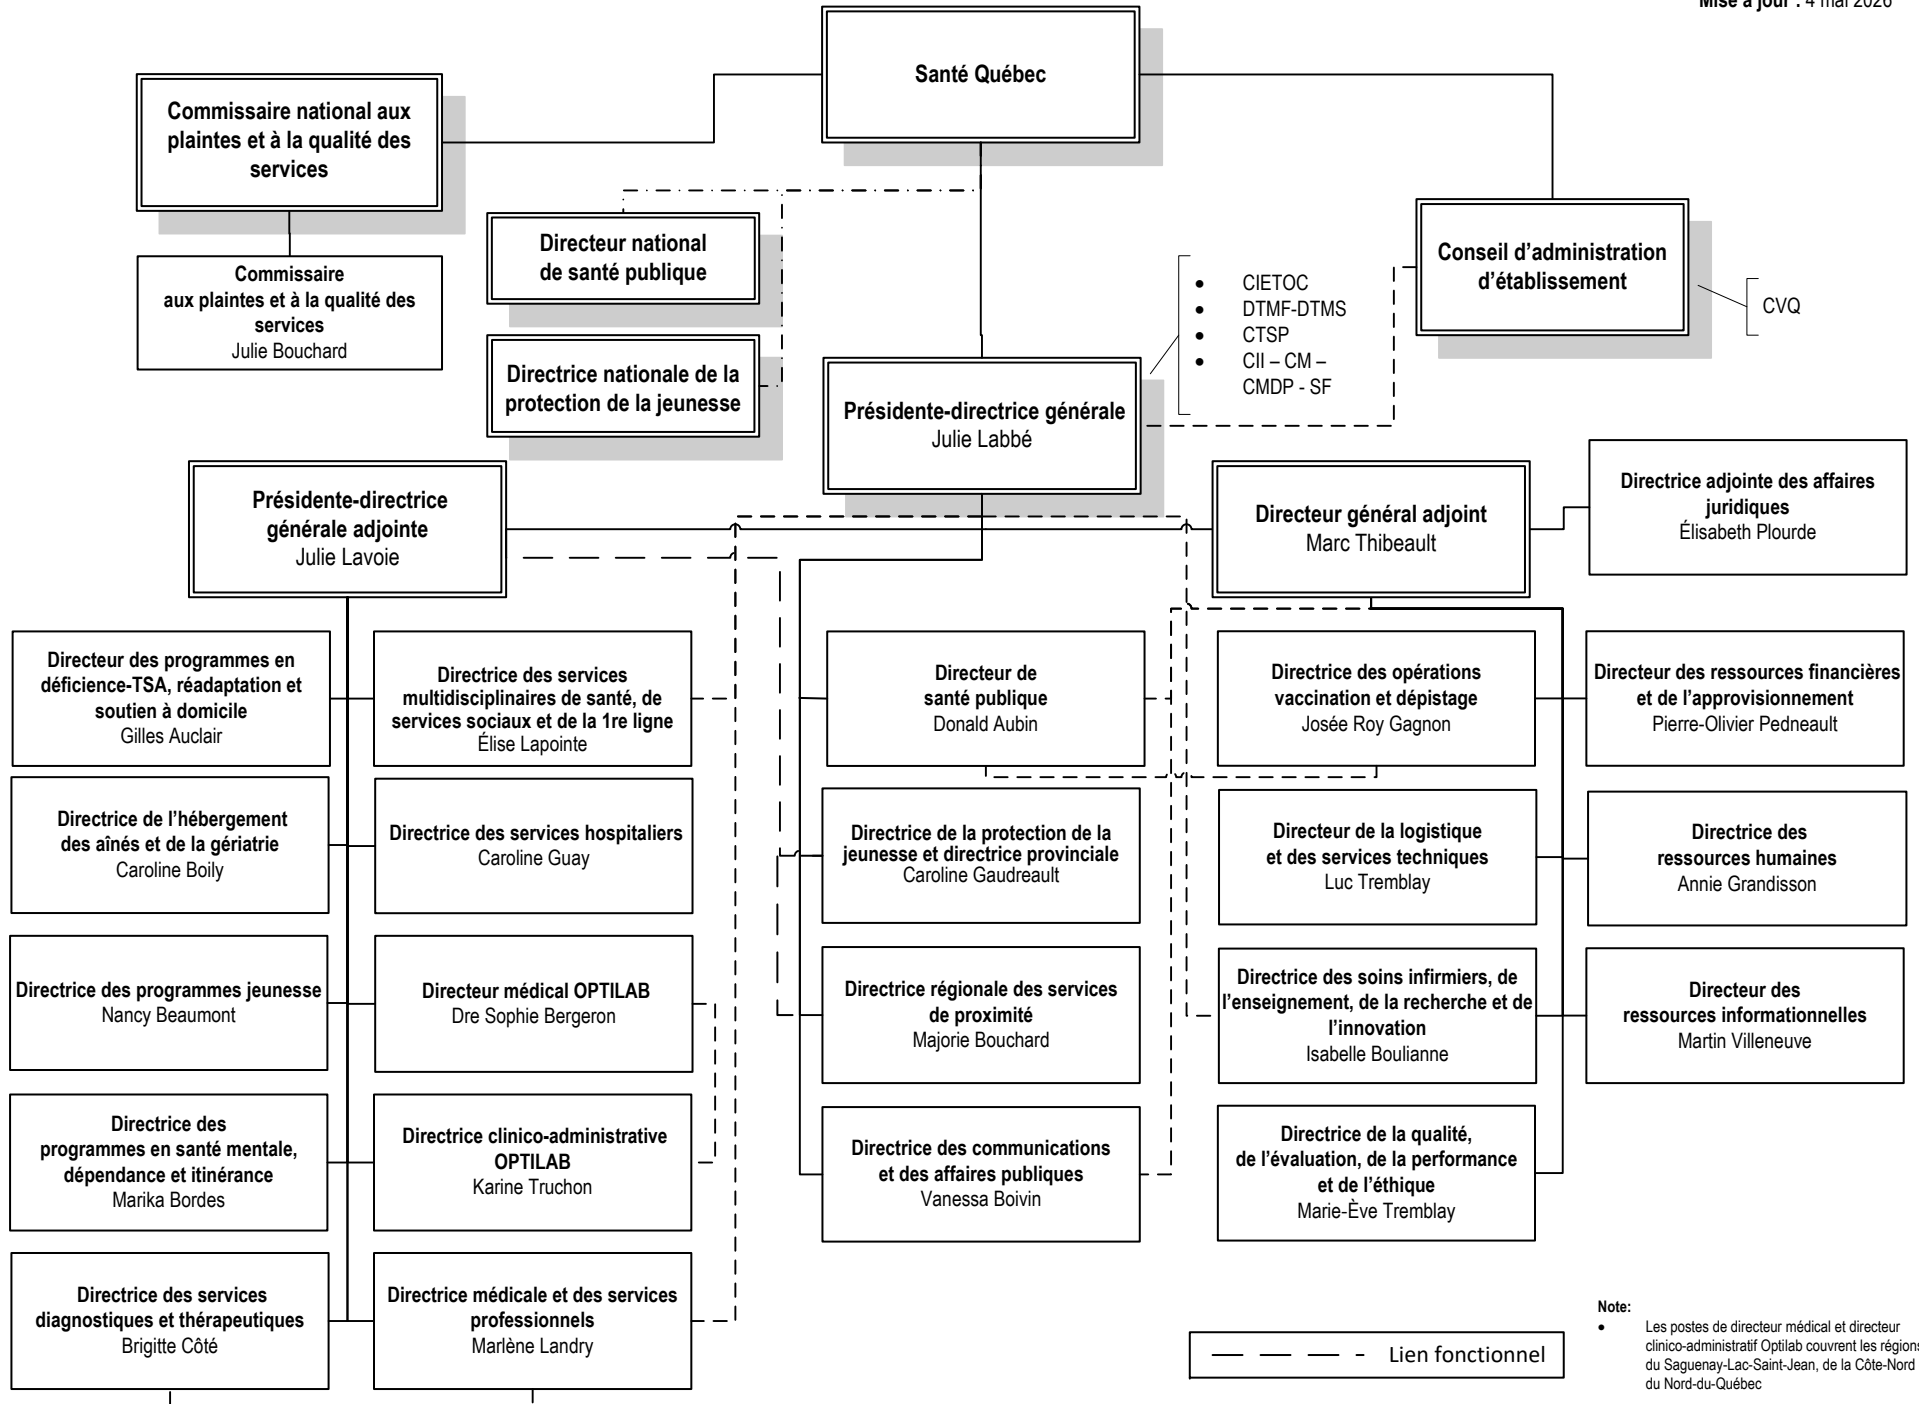 Mise à jour : 4 mai 2026
Santé Québec
Commissaire national aux
plaintes et à la qualité des
services
Commissaire
aux plaintes et à la qualité des
services
Julie Bouchard
Directeur national
de santé publique
Directrice nationale de la
protection de la jeunesse
Conseil d’administration
d’établissement
CVQ
• CIETOC
• DTMF-DTMS
• CTSP
• CII – CM –
CMDP - SF
Présidente-directrice générale
Julie Labbé
Présidente-directrice
générale adjointe
Julie Lavoie
Directeur général adjoint
Marc Thibeault
Directrice adjointe des affaires
juridiques
Élisabeth Plourde
Directeur des programmes en
déficience-TSA, réadaptation et
soutien à domicile
Gilles Auclair
Directrice des services
multidisciplinaires de santé, de
services sociaux et de la 1re ligne
Élise Lapointe
Directeur de
santé publique
Donald Aubin
Directrice des opérations
vaccination et dépistage
Josée Roy Gagnon
Directeur des ressources financières
et de l’approvisionnement
Pierre-Olivier Pedneault
Directrice de l’hébergement
des aînés et de la gériatrie
Caroline Boily
Directrice des services hospitaliers
Caroline Guay
Directrice de la protection de la
jeunesse et directrice provinciale
Caroline Gaudreault
Directeur de la logistique
et des services techniques
Luc Tremblay
Directrice des
ressources humaines
Annie Grandisson
Directrice des programmes jeunesse
Nancy Beaumont
Directeur médical OPTILAB
Dre Sophie Bergeron
Directrice régionale des services
de proximité
Majorie Bouchard
Directrice des soins infirmiers, de
l’enseignement, de la recherche et de
l’innovation
Isabelle Boulianne
Directeur des
ressources informationnelles
Martin Villeneuve
Directrice des
programmes en santé mentale,
dépendance et itinérance
Marika Bordes
Directrice clinico-administrative
OPTILAB
Karine Truchon
Directrice des communications
et des affaires publiques
Vanessa Boivin
Directrice de la qualité,
de l’évaluation, de la performance
et de l’éthique
Marie-Ève Tremblay
Directrice des services
diagnostiques et thérapeutiques
Brigitte Côté
Directrice médicale et des services
professionnels
Marlène Landry
Lien fonctionnel
Note:
• Les postes de directeur médical et directeur
clinico-administratif Optilab couvrent les régions
du Saguenay-Lac-Saint-Jean, de la Côte-Nord
du Nord-du-Québec